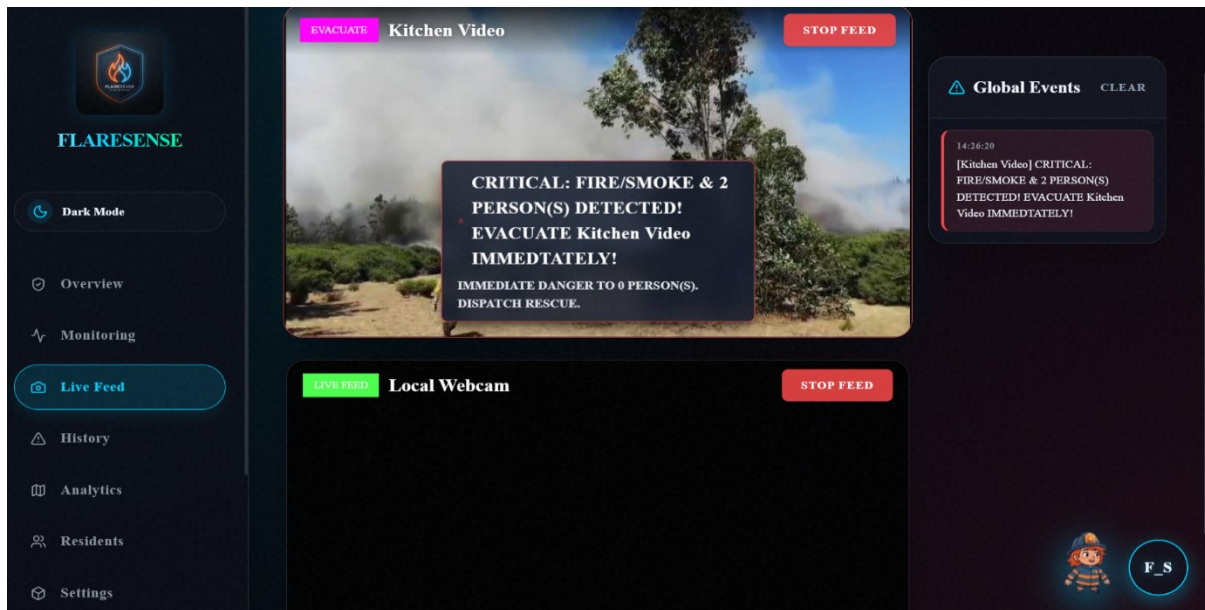 FLARESENSE
FLARESENSE
Dark Mode
Overview
Monitoring
Live Feed
History
Analytics
Residents
Settings
EVACUATE
Kitchen Video
STOP FEED
CRITICAL: FIRE/SMOKE & 2
PERSON(S) DETECTED!
EVACUATE Kitchen Video
IMMEDTATELY!
IMMEDIATE DANGER TO 0 PERSON(S).
DISPATCH RESCUE.
LIVE FEED
Local Webcam
STOP FEED
Global Events
CLEAR
14:26:20
[Kitchen Video] CRITICAL:
FIRE/SMOKE & 2 PERSON(S)
DETECTED! EVACUATE Kitchen
Video IMMEDTATELY!
F_S